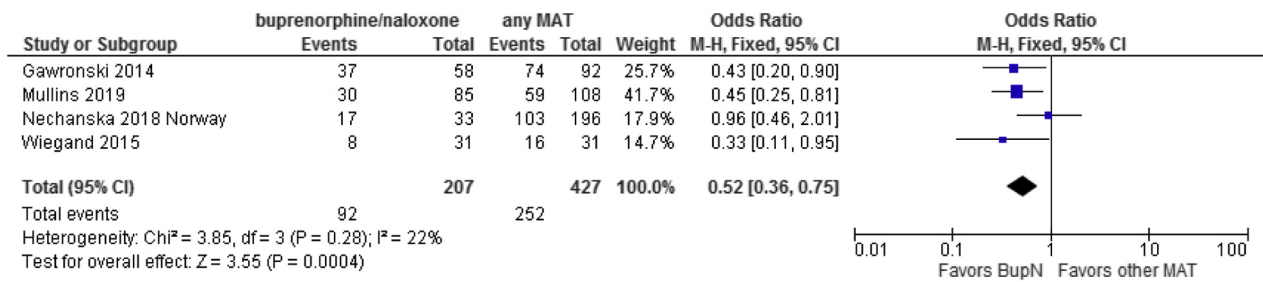 buprenorphine/naloxone any MAT Odds Ratio Odds Ratio
Study or Subgroup Events Total Events Total Weight M-H, Fixed, 95% CI M-H, Fixed, 95% CI
Gawronski 2014 37 58 74 92 25.7% 0.43 [0.20, 0.90]
Mullins 2019 30 85 59 108 41.7% 0.45 [0.25, 0.81]
Nechanska 2018 Norway 17 33 103 196 17.9% 0.96 [0.46, 2.01]
Wiegand 2015 8 31 16 31 14.7% 0.33 [0.11, 0.95]
Total (95% CI) 207 427 100.0% 0.52 [0.36, 0.75]
Total events 92 252
Heterogeneity: Chi² = 3.85, df = 3 (P = 0.28); I² = 22%
Test for overall effect: Z = 3.55 (P = 0.0004)
0.01 0.1 1 10 100
Favors BupN Favors other MAT